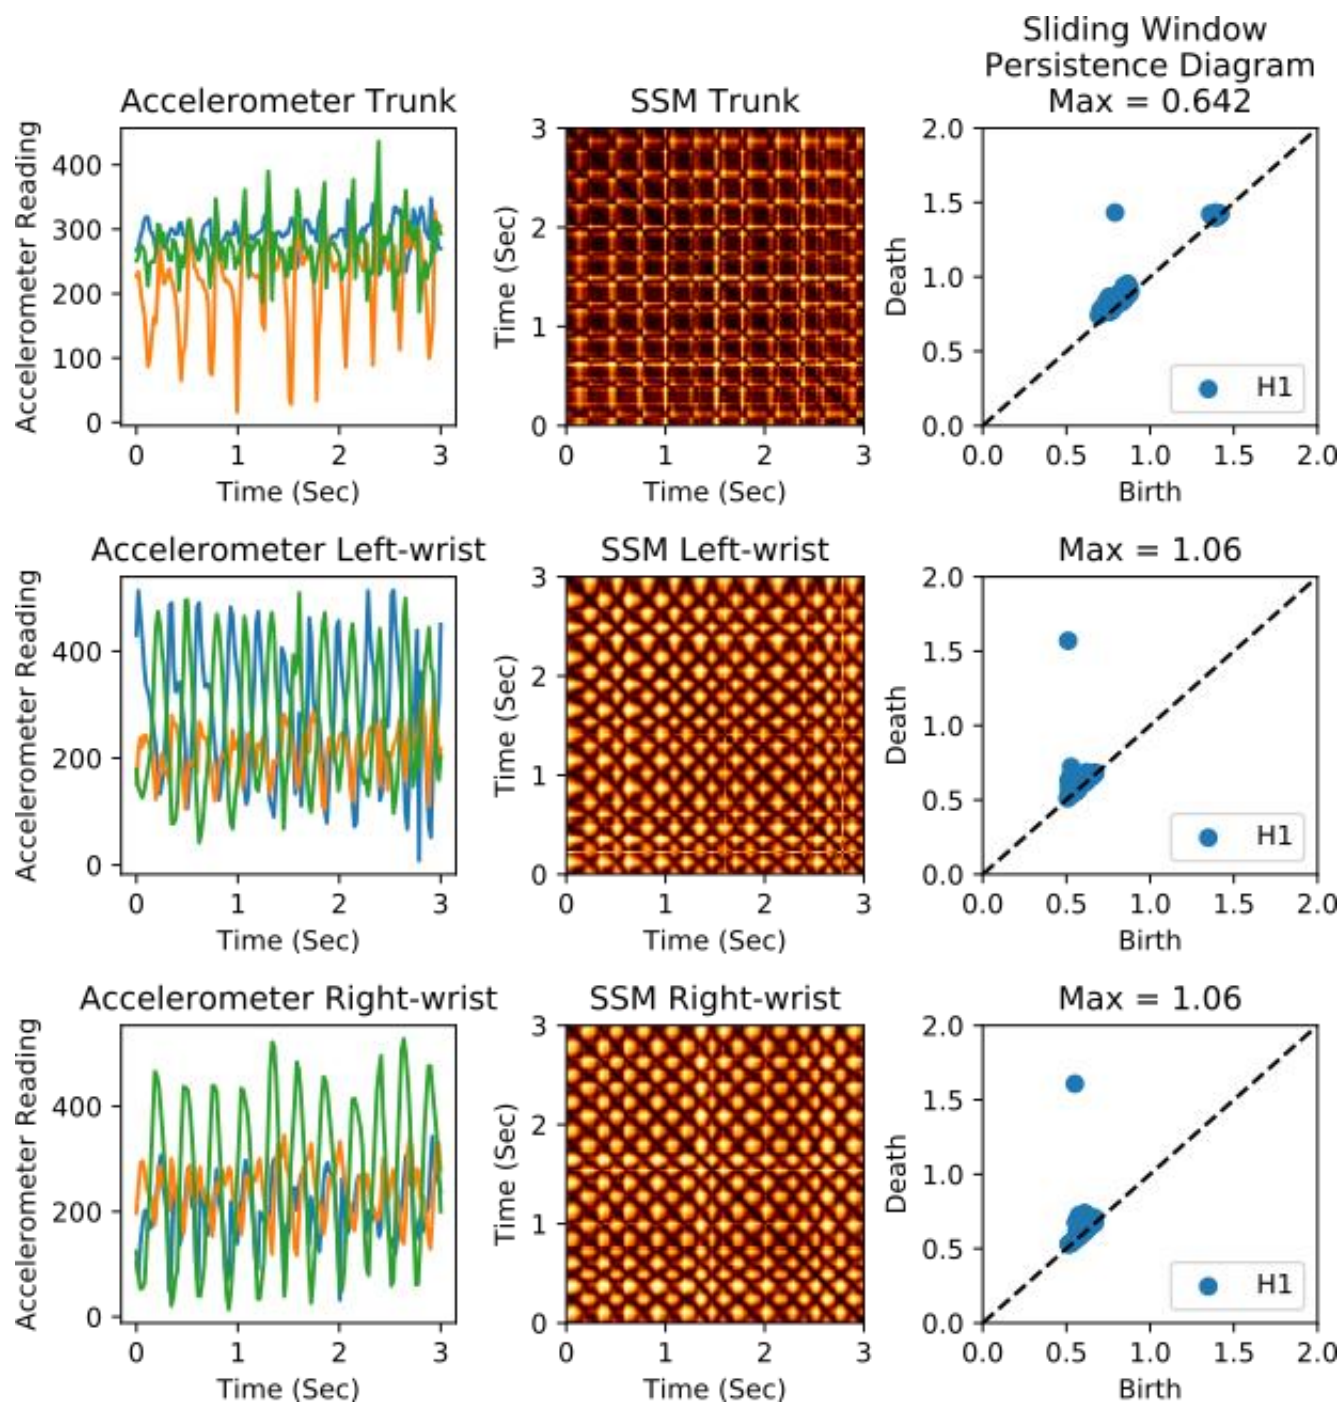 Sliding Window
Persistence Diagram
Accelerometer Trunk
SSM Trunk
Max = 0.642
Accelerometer Reading
400
300
200
100
0
0 1 2 3
Time (Sec)
Time (Sec)
3
2
1
0
0 1 2 3
Time (Sec)
Death
2.0
1.5
1.0
0.5
0.0
H1
0.0 0.5 1.0 1.5 2.0
Birth
Accelerometer Left-wrist
SSM Left-wrist
Max = 1.06
Accelerometer Reading
400
200
0
0 1 2 3
Time (Sec)
Time (Sec)
3
2
1
0
0 1 2 3
Time (Sec)
Death
2.0
1.5
1.0
0.5
0.0
H1
0.0 0.5 1.0 1.5 2.0
Birth
Accelerometer Right-wrist
SSM Right-wrist
Max = 1.06
Accelerometer Reading
400
200
0
0 1 2 3
Time (Sec)
Time (Sec)
3
2
1
0
0 1 2 3
Time (Sec)
Death
2.0
1.5
1.0
0.5
0.0
H1
0.0 0.5 1.0 1.5 2.0
Birth